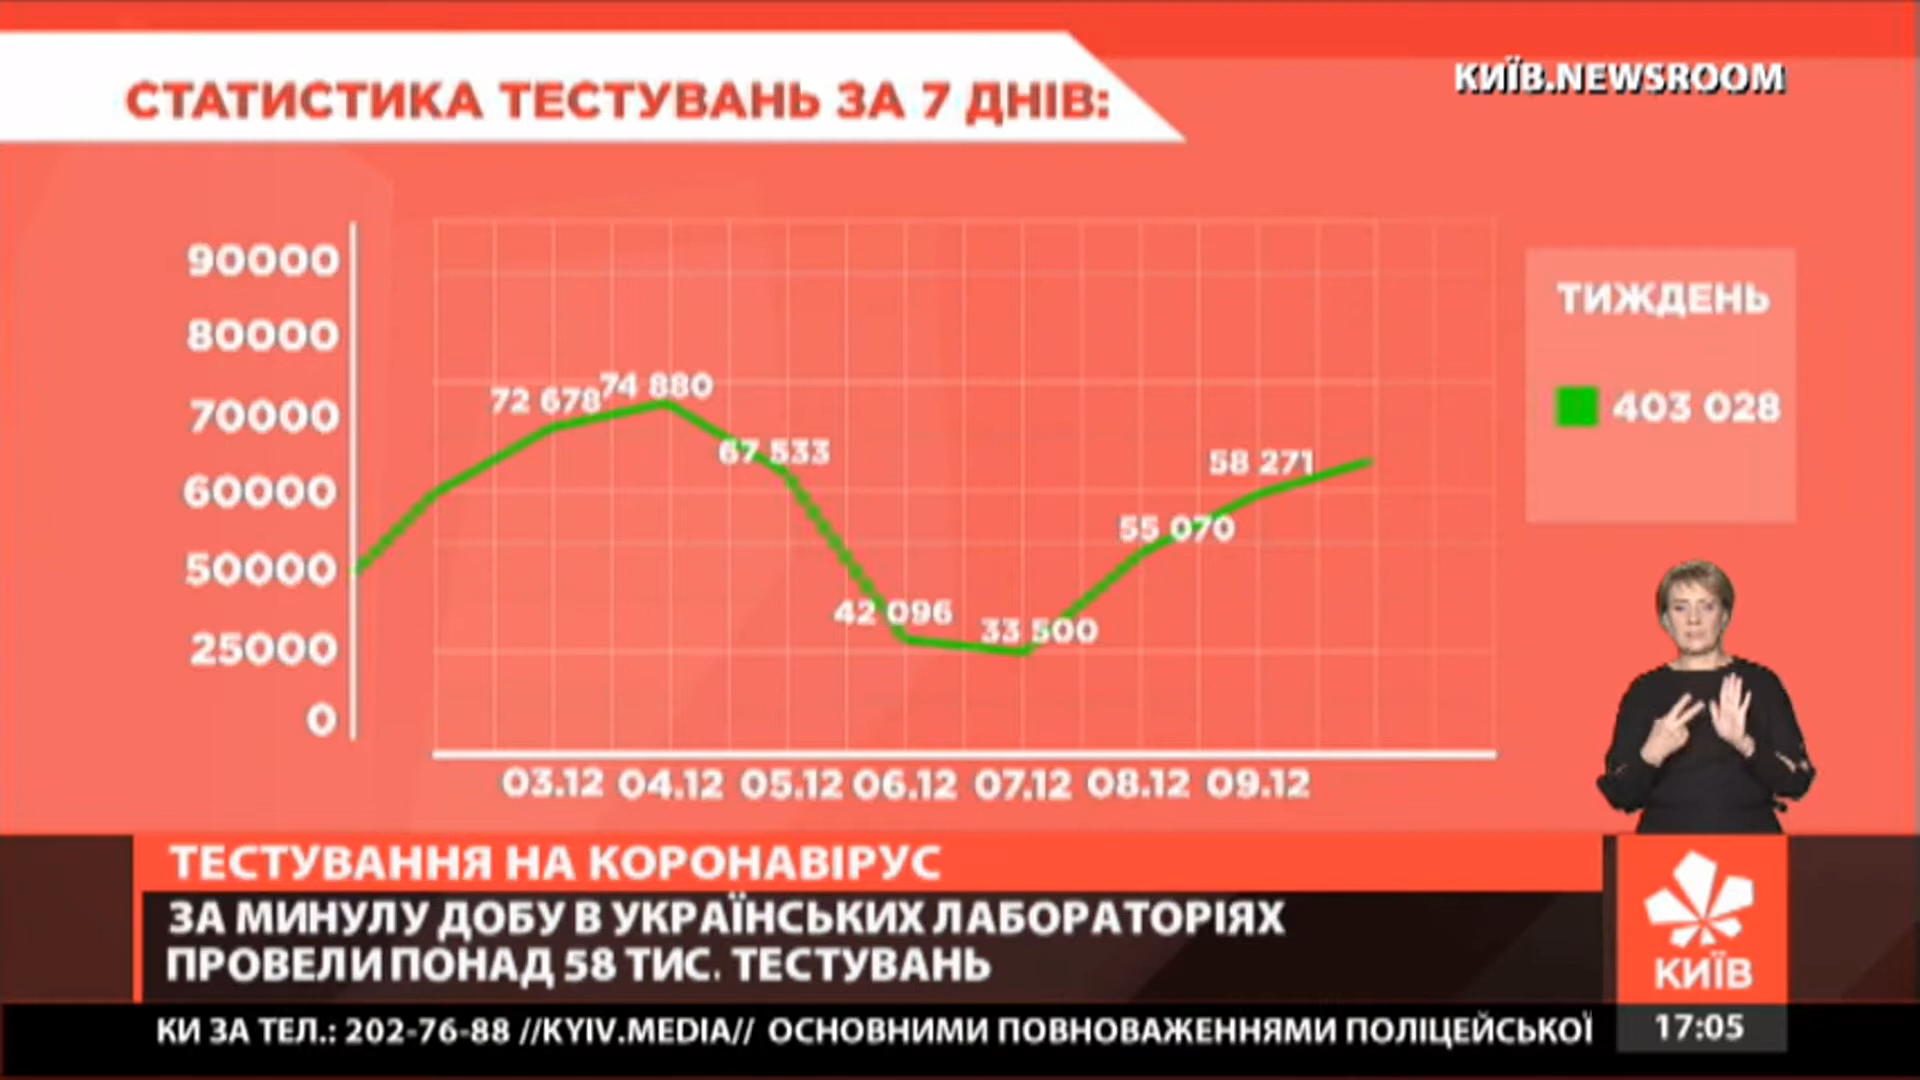 СТАТИСТИКА ТЕСТУВАНЬ ЗА 7 ДНІВ:
КИЇВ.NEWSROOM
90000
80000
70000
60000
50000
25000
0
72 678
74 880
67 533
42 096
33 500
55 070
58 271
03.12 04.12 05.12 06.12 07.12 08.12 09.12
ТИЖДЕНЬ
403 028
ТЕСТУВАННЯ НА КОРОНАВІРУС
ЗА МИНУЛУ ДОБУ В УКРАЇНСЬКИХ ЛАБОРАТОРІЯХ
ПРОВЕЛИ ПОНАД 58 ТИС. ТЕСТУВАНЬ
КИЇВ
КИ ЗА ТЕЛ.: 202-76-88 //KYIV.MEDIA// ОСНОВНИМИ ПОВНОВАЖЕННЯМИ ПОЛІЦЕЙСЬКОЇ
17:05